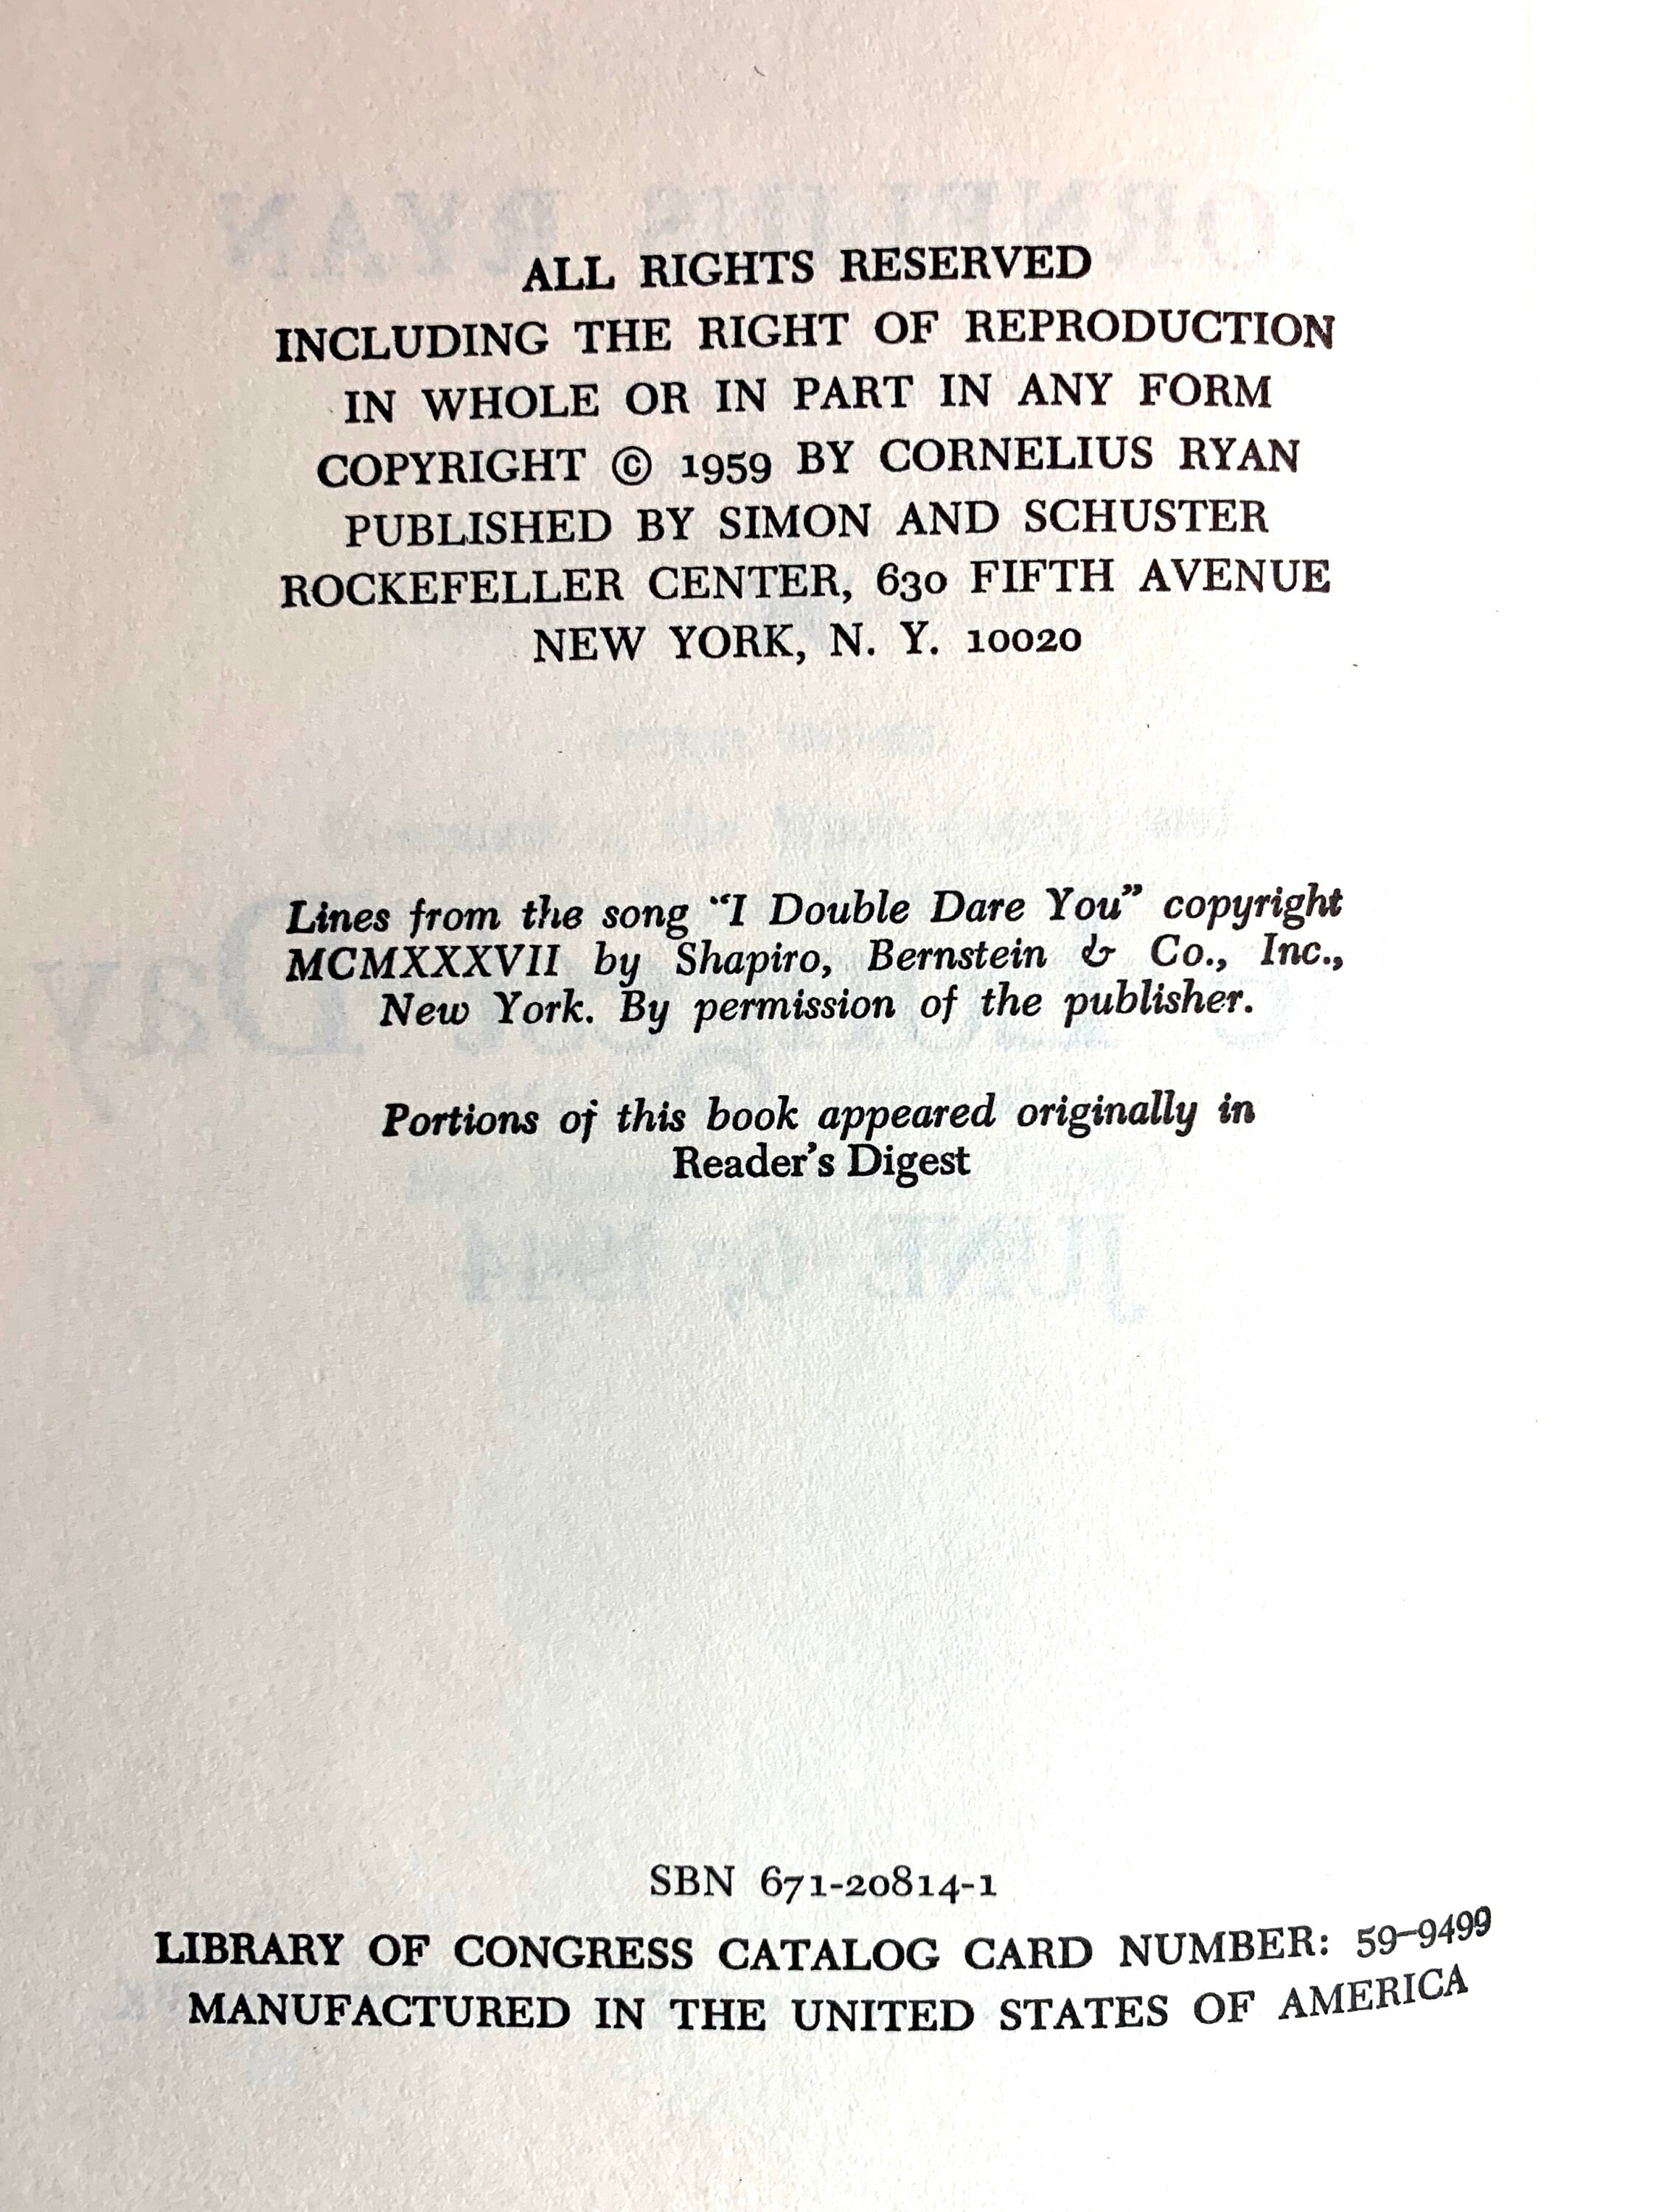 ALL RIGHTS RESERVED
INCLUDING THE RIGHT OF REPRODUCTION
IN WHOLE OR IN PART IN ANY FORM
COPYRIGHT © 1959 BY CORNELIUS RYAN
PUBLISHED BY SIMON AND SCHUSTER
ROCKEFELLER CENTER, 630 FIFTH AVENUE
NEW YORK, N. Y. 10020
Lines from the song “I Double Dare You” copyright
MCMXXXVII by Shapiro, Bernstein & Co., Inc.,
New York. By permission of the publisher.
Portions of this book appeared originally in
Reader’s Digest
SBN 671-20814-1
LIBRARY OF CONGRESS CATALOG CARD NUMBER: 59-9499
MANUFACTURED IN THE UNITED STATES OF AMERICA